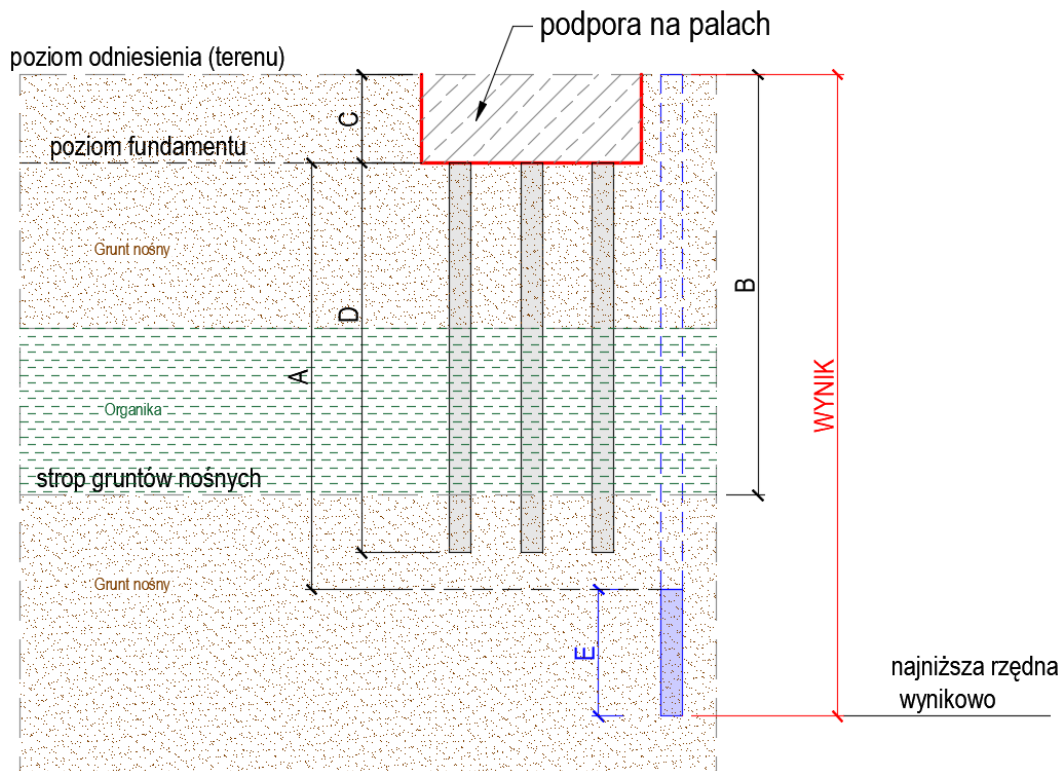 podpora na palach
poziom odniesienia (terenu)
C
poziom fundamentu
Grunt nośny
B
D
A
WYNIK
Organika
strop gruntów nośnych
Grunt nośny
E
najniższa rzędna
wynikowo